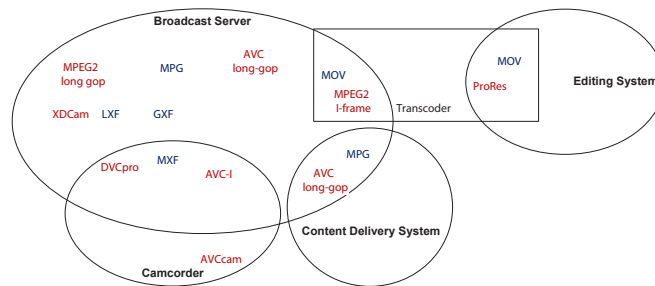 Broadcast Server
AVC
long-gop
MPEG2
long gop
MPG
MOV
MOV
MPEG2
I-frame
Transcoder
ProRes
Editing System
XDCam
LXF
GXF
MPG
DVCpro
MXF
AVC-I
AVC
long-gop
Content Delivery System
AVCcam
Camcorder